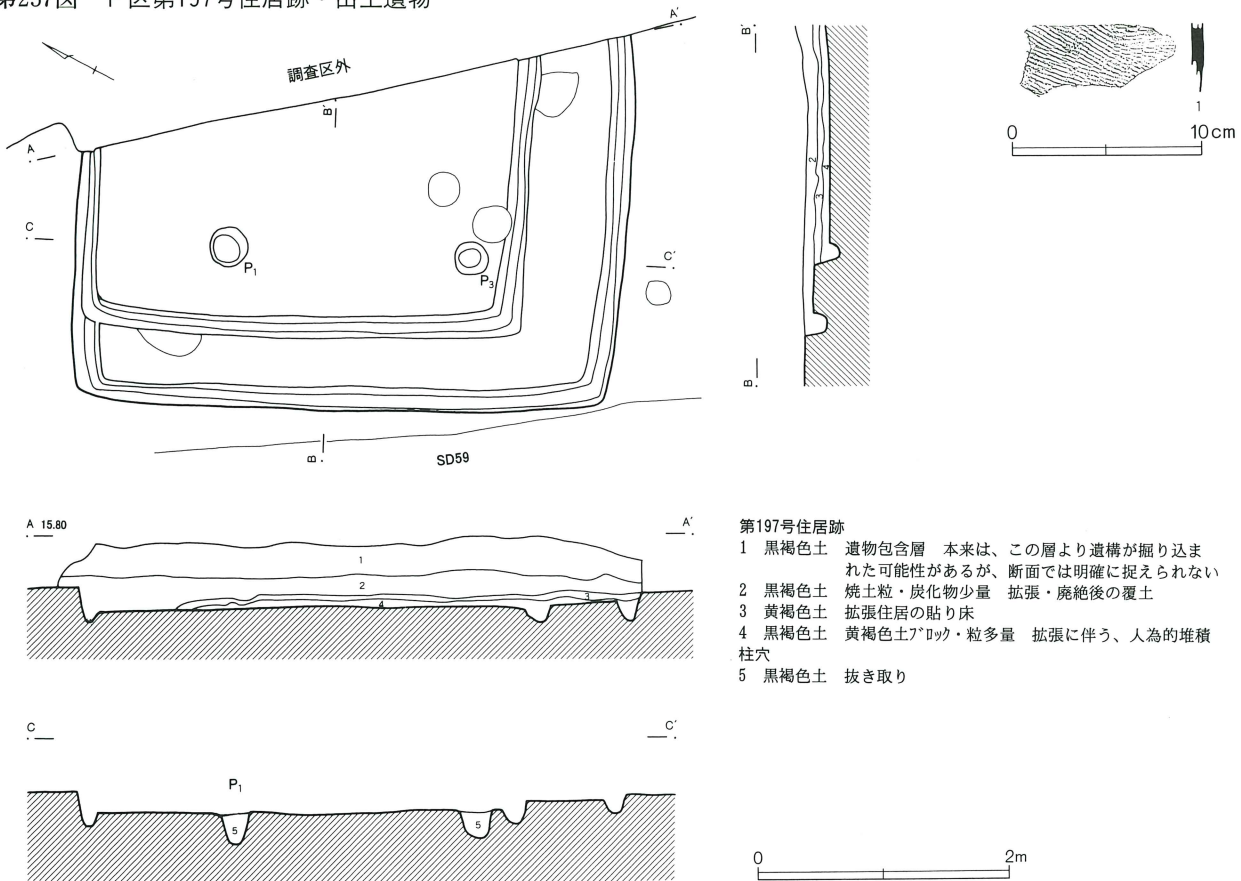 区第197号住居跡・出土遺物
A′
調査区外
B′
A
C
P1
P3
C′
B
SD59
B′
2
3
4
B
1
0 10cm
A 15.80
A′
1
2
3
4
C
C′
P1
5
5
第197号住居跡
1 黒褐色土 遺物包含層 本来は、この層より遺構が掘り込ま
れた可能性があるが、断面では明確に捉えられない
2 黒褐色土 焼土粒・炭化物少量 拡張・廃絶後の覆土
3 黄褐色土 拡張住居の貼り床
4 黒褐色土 黄褐色土ﾌﾞﾛｯｸ・粒多量 拡張に伴う、人為的堆積
柱穴
5 黒褐色土 抜き取り
0 2m